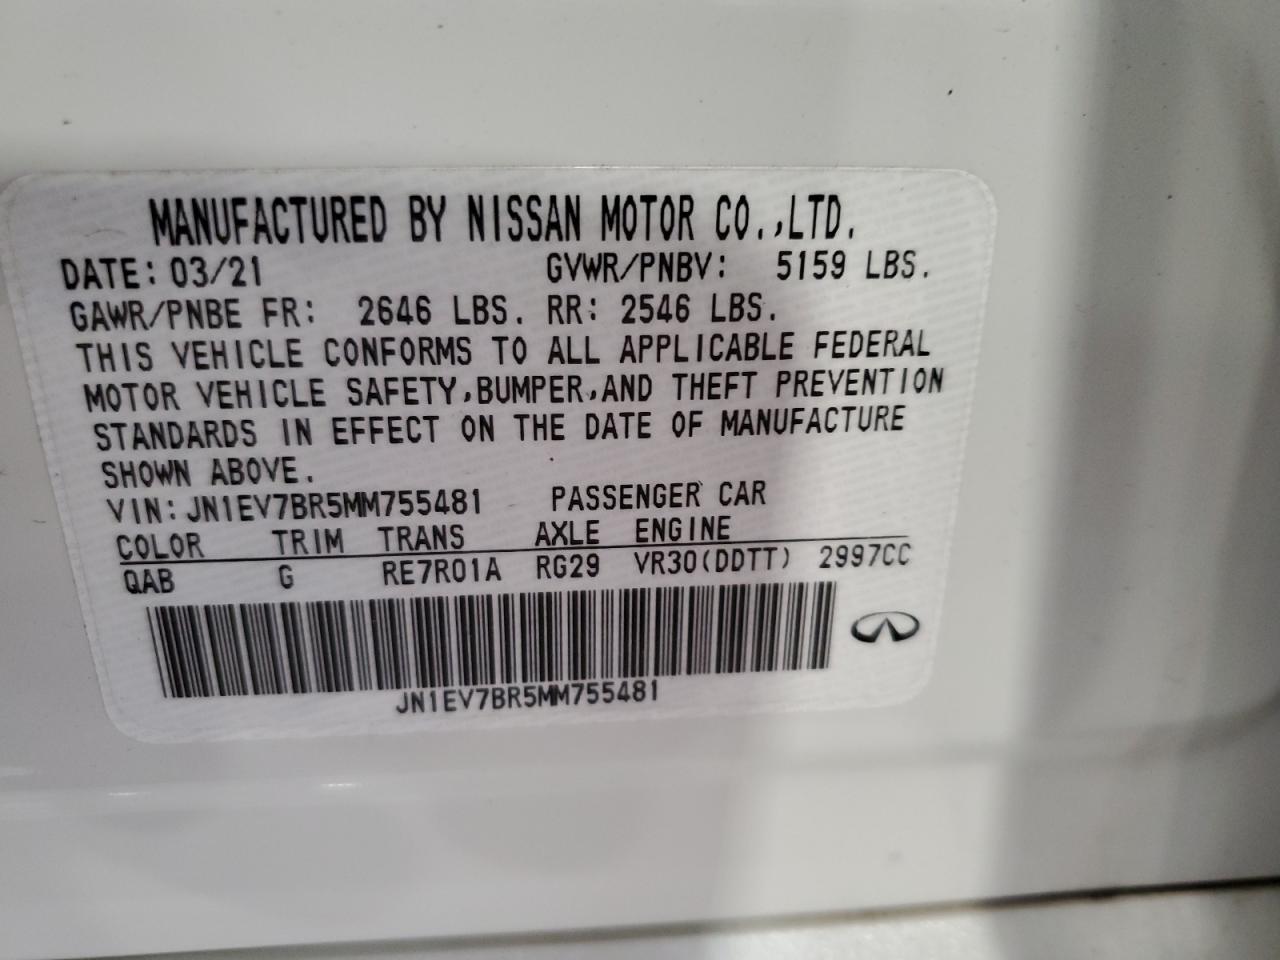 MANUFACTURED BY NISSAN MOTOR CO.,LTD.
DATE: 03/21 GVWR/PNBV: 5159 LBS.
GAWR/PNBE FR: 2646 LBS. RR: 2546 LBS.
THIS VEHICLE CONFORMS TO ALL APPLICABLE FEDERAL
MOTOR VEHICLE SAFETY,BUMPER,AND THEFT PREVENTION
STANDARDS IN EFFECT ON THE DATE OF MANUFACTURE
SHOWN ABOVE.
VIN: JN1EV7BR5MM755481 PASSENGER CAR
COLOR TRIM TRANS AXLE ENGINE
QAB G RE7R01A RG29 VR30(DDTT) 2997CC
JN1EV7BR5MM755481